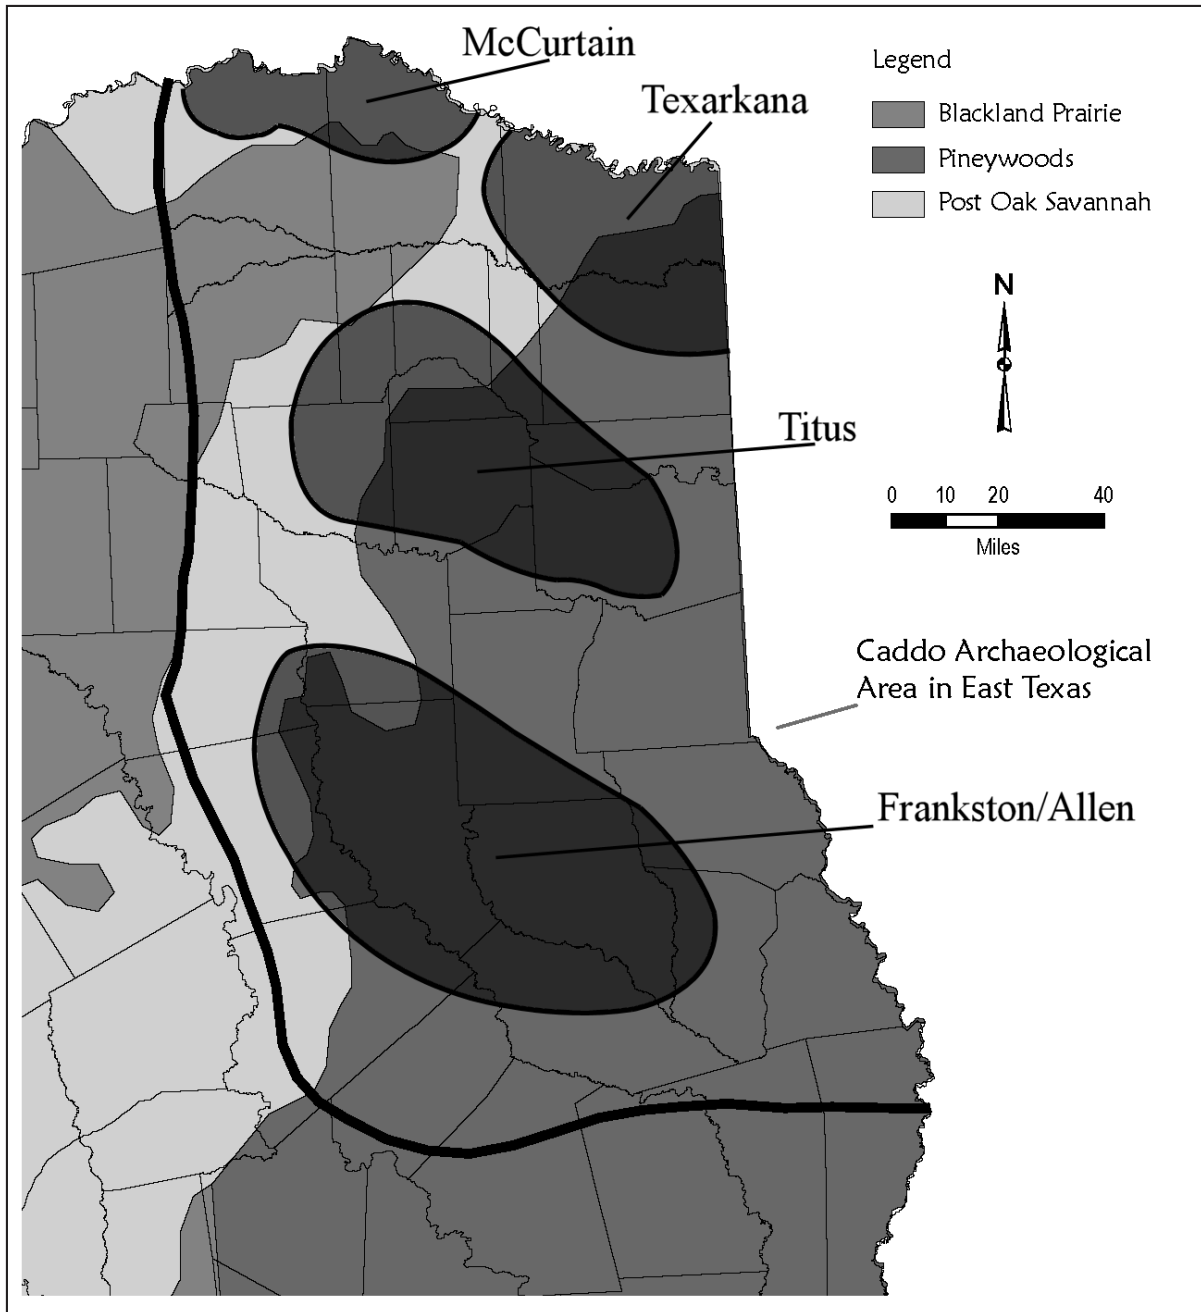 McCurtain
Texarkana
Legend
Blackland Prairie
Pineywoods
Post Oak Savannah
N
Titus
0 10 20 40
Miles
Caddo Archaeological
Area in East Texas
Frankston/Allen